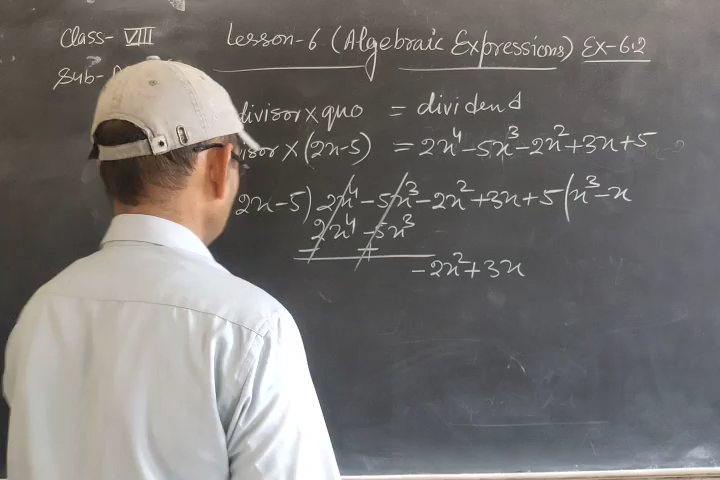 Class- VIII Lesson-6 (Algebraic Expressions) Ex-6.2
Sub-
divisor x quo = dividend
x (2x-5) = 2x⁴-5x³-2x²+3x+5
2x-5) 2x⁴-5x³-2x²+3x+5 (x³-x
2x⁴-5x³
- +
-2x²+3x